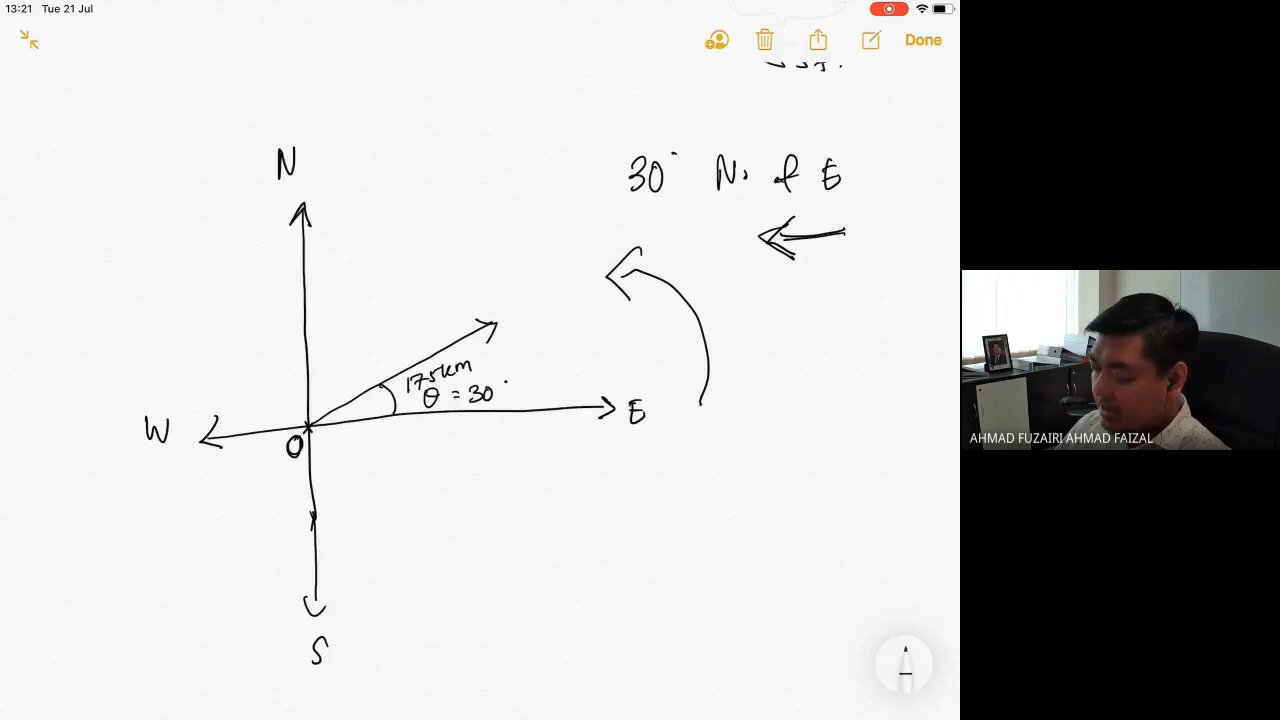 13:21 Tue 21 Jul
Done
N
30° N. of E
175km
θ = 30°
W
E
O
S
AHMAD FUZAIRI AHMAD FAIZAL